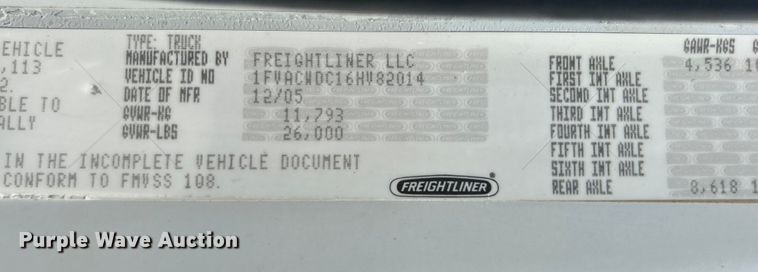 EHICLE
,113
2.
BLE TO
ALLY
TYPE: TRUCK
MANUFACTURED BY FREIGHTLINER LLC
VEHICLE ID NO 1FVACWDC16HV82014
DATE OF MFR 12/05
GVWR-KG 11,793
GVWR-LBS 26,000
IN THE INCOMPLETE VEHICLE DOCUMENT
CONFORM TO FMVSS 108.
FREIGHTLINER
GAWR-KGS G
FRONT AXLE 4,536 10
FIRST INT AXLE
SECOND INT AXLE
THIRD INT AXLE
FOURTH INT AXLE
FIFTH INT AXLE
SIXTH INT AXLE
REAR AXLE 8,618 1
Purple Wave Auction